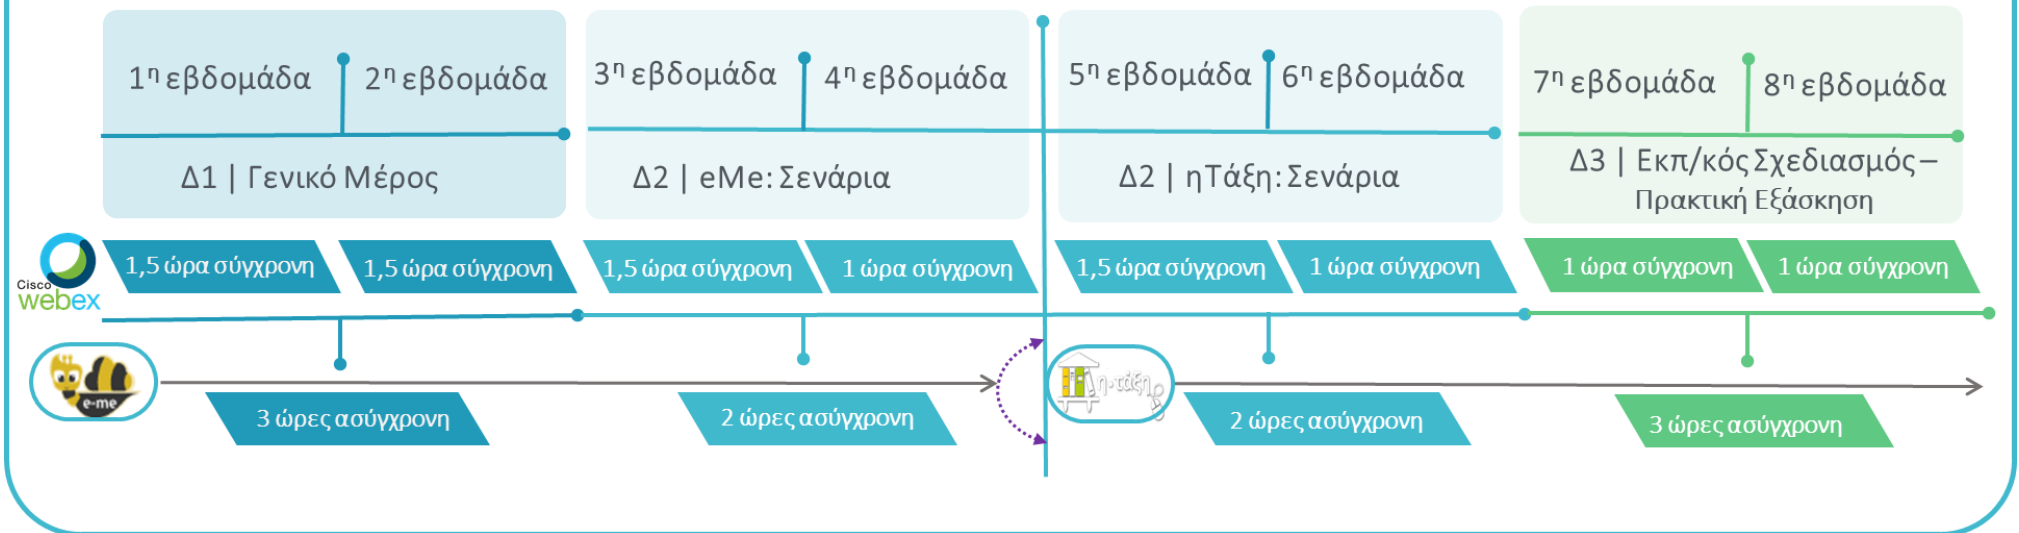 1η εβδομάδα
2η εβδομάδα
3η εβδομάδα
4η εβδομάδα
5η εβδομάδα
6η εβδομάδα
7η εβδομάδα
8η εβδομάδα
Δ1 | Γενικό Μέρος
Δ2 | eMe: Σενάρια
Δ2 | ηΤάξη: Σενάρια
Δ3 | Εκπ/κός Σχεδιασμός –
Πρακτική Εξάσκηση
Cisco
webex
1,5 ώρα σύγχρονη
1,5 ώρα σύγχρονη
1,5 ώρα σύγχρονη
1 ώρα σύγχρονη
1,5 ώρα σύγχρονη
1 ώρα σύγχρονη
1 ώρα σύγχρονη
1 ώρα σύγχρονη
e-me
η-τάξη
3 ώρες ασύγχρονη
2 ώρες ασύγχρονη
2 ώρες ασύγχρονη
3 ώρες ασύγχρονη